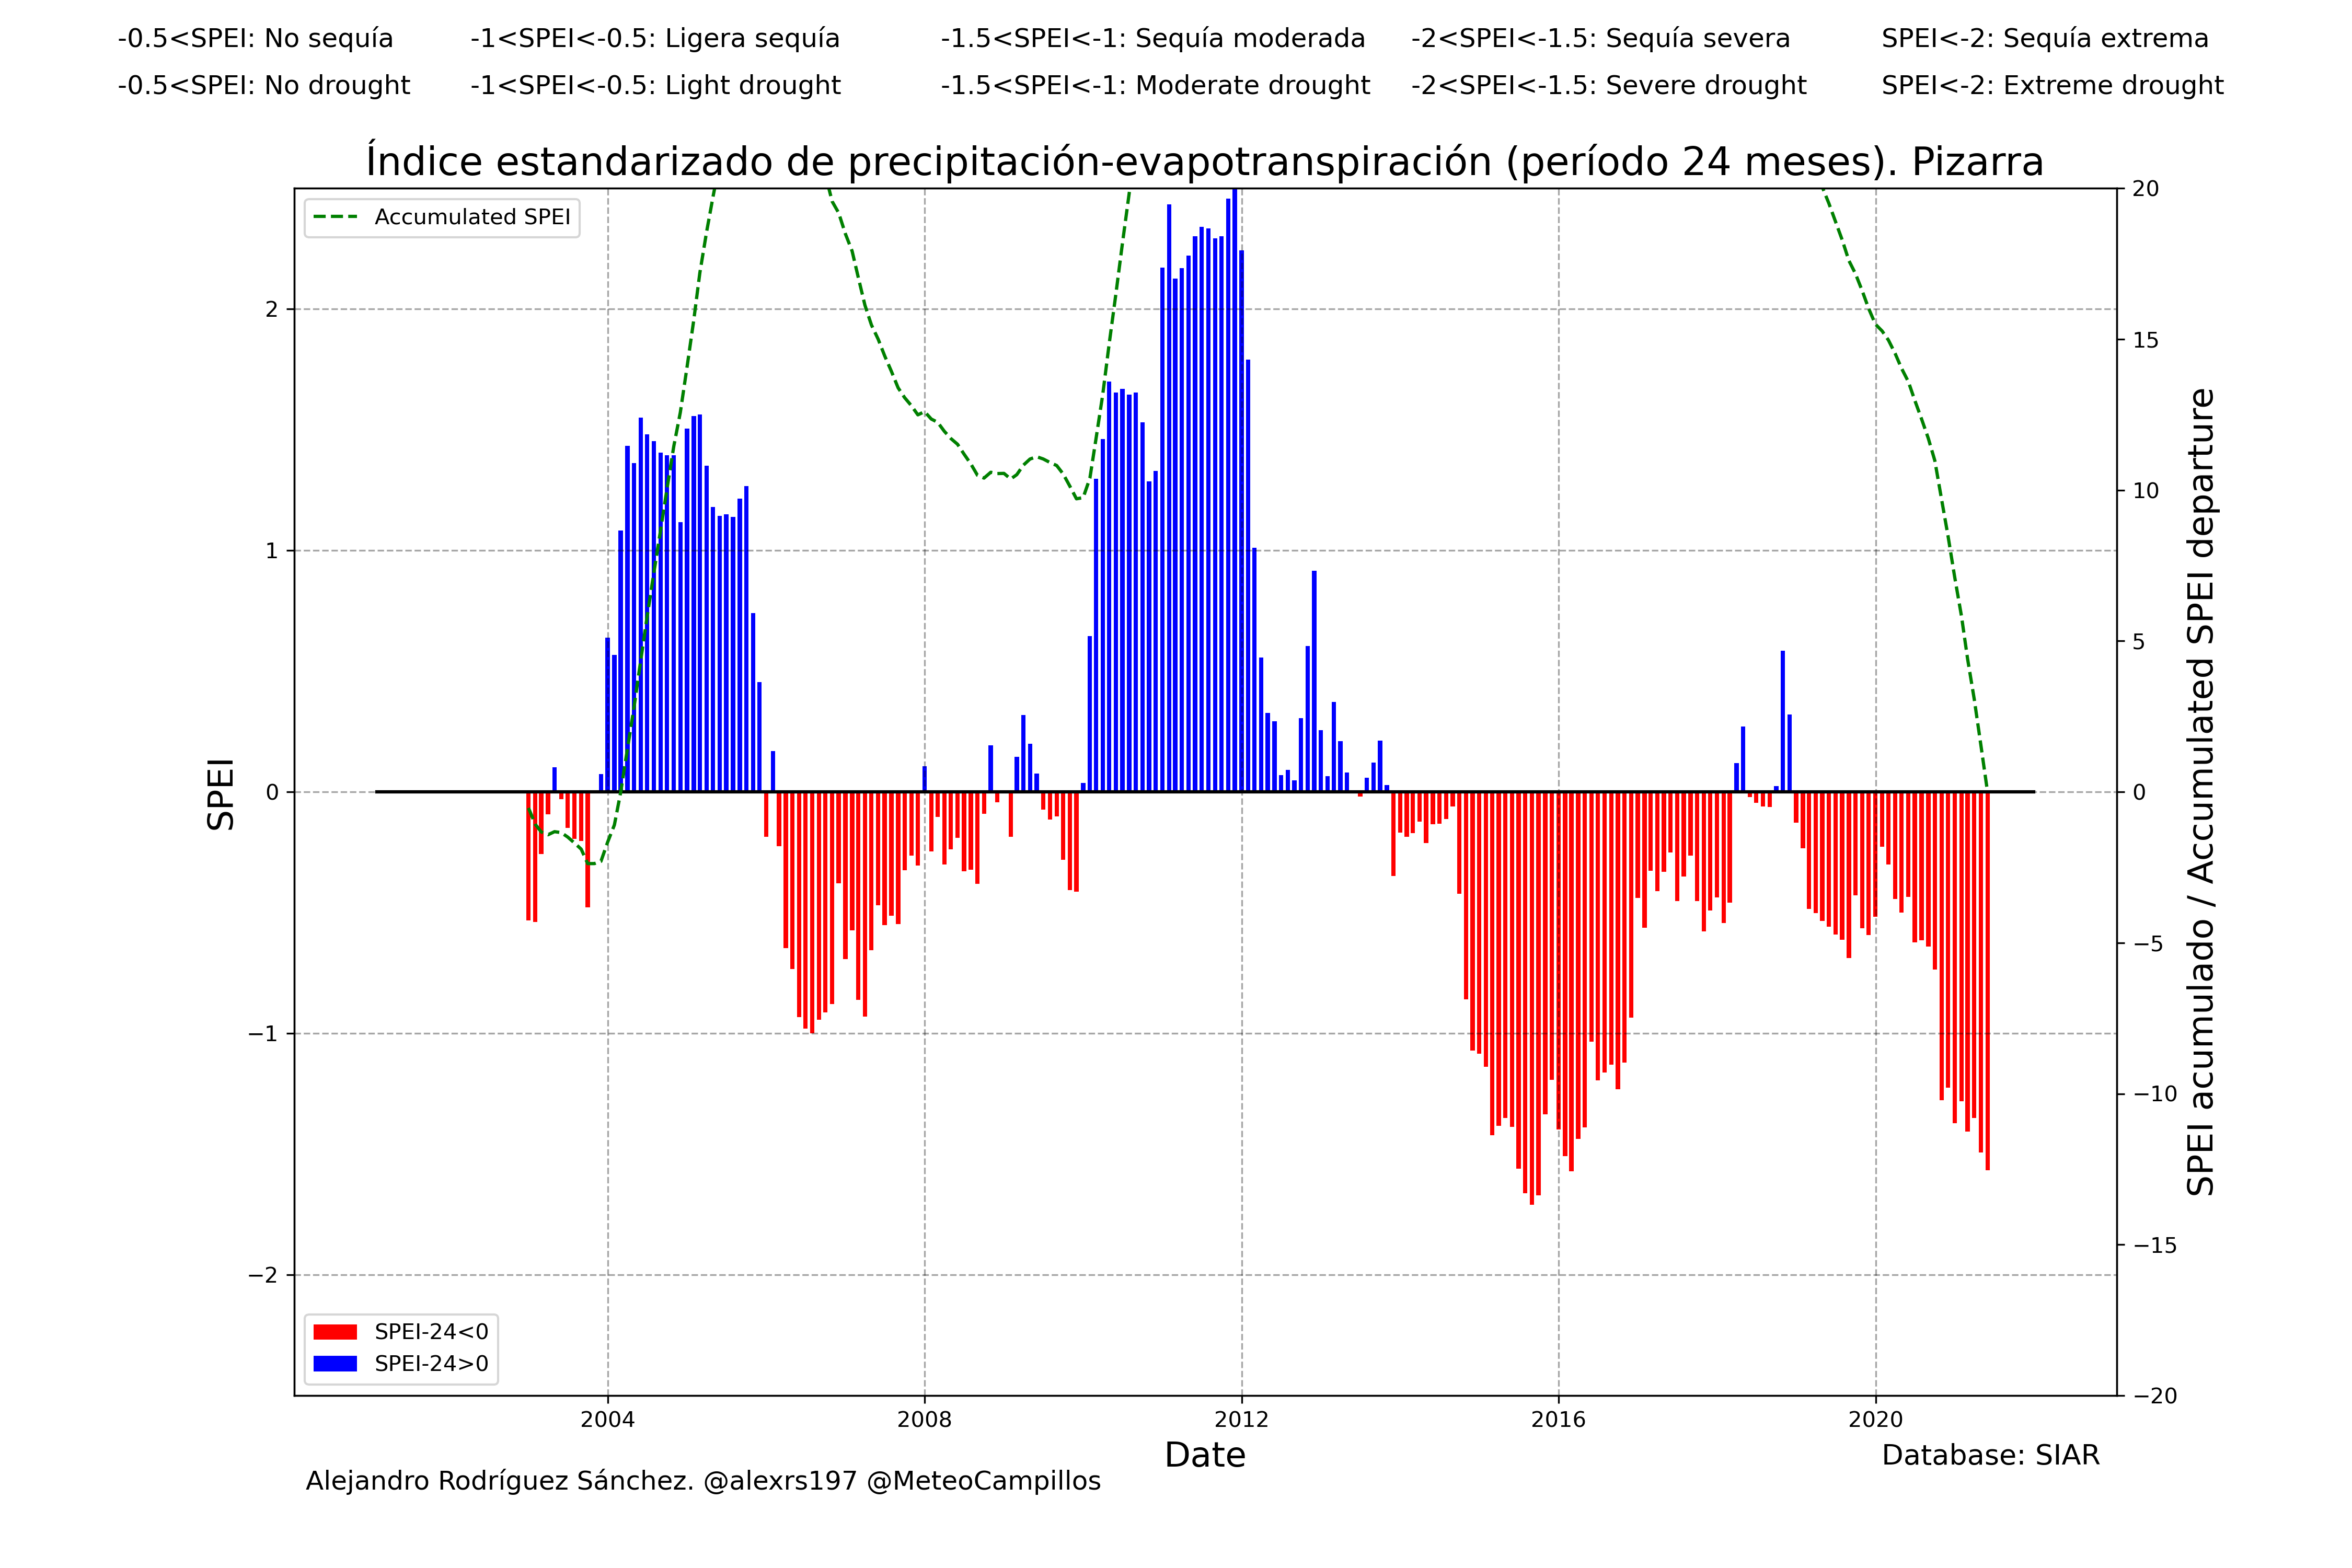 -0.5<SPEI: No sequía -1<SPEI<-0.5: Ligera sequía -1.5<SPEI<-1: Sequía moderada -2<SPEI<-1.5: Sequía severa SPEI<-2: Sequía extrema
-0.5<SPEI: No drought -1<SPEI<-0.5: Light drought -1.5<SPEI<-1: Moderate drought -2<SPEI<-1.5: Severe drought SPEI<-2: Extreme drought
Índice estandarizado de precipitación-evapotranspiración (período 24 meses). Pizarra
Accumulated SPEI
SPEI
2
1
0
−1
−2
20
15
10
5
0
−5
−10
−15
−20
SPEI acumulado / Accumulated SPEI departure
SPEI-24<0
SPEI-24>0
2004 2008 2012 2016 2020
Date
Database: SIAR
Alejandro Rodríguez Sánchez. @alexrs197 @MeteoCampillos